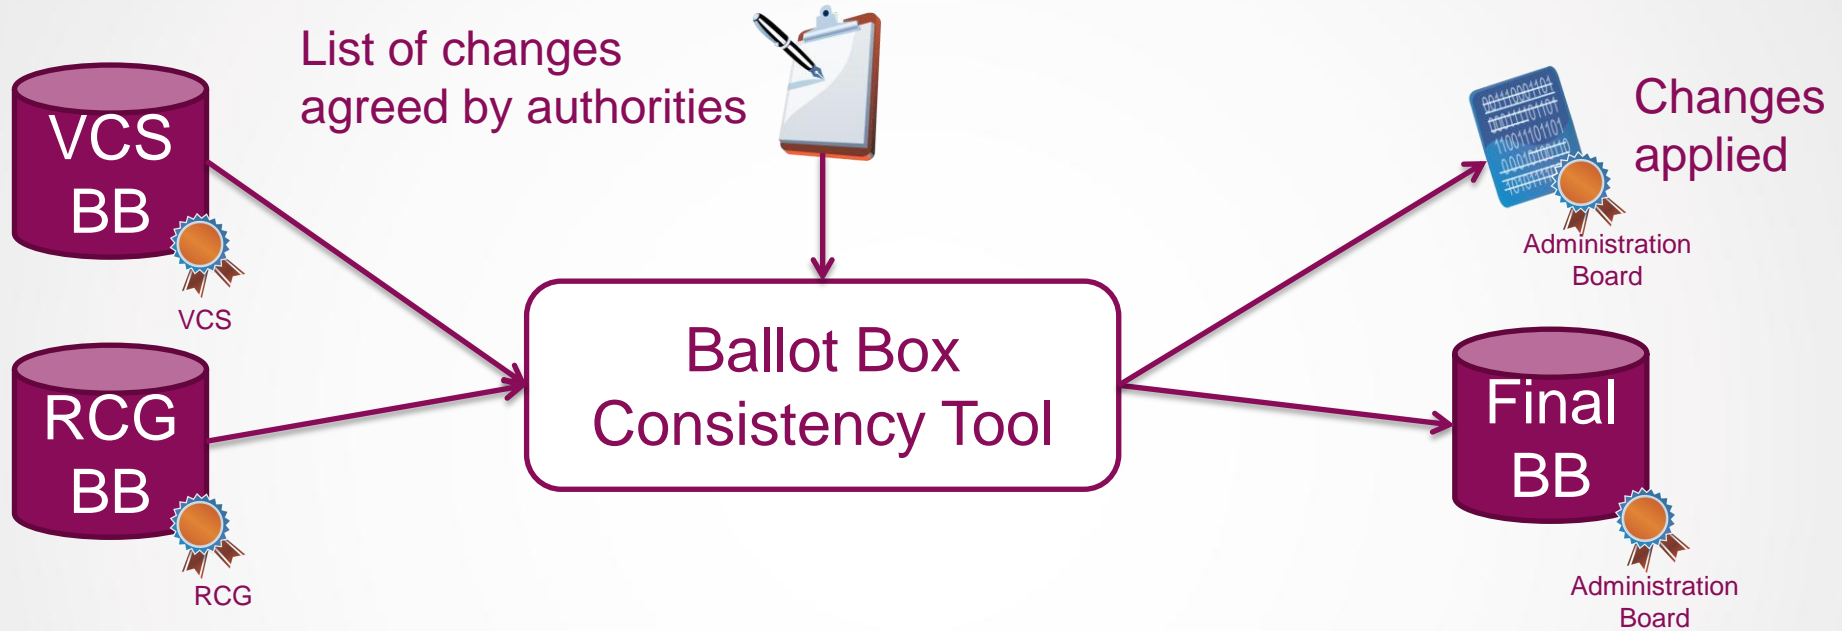 List of changes
agreed by authorities
VCS
BB
VCS
RCG
BB
RCG
Ballot Box
Consistency Tool
Changes
applied
Administration
Board
Final
BB
Administration
Board